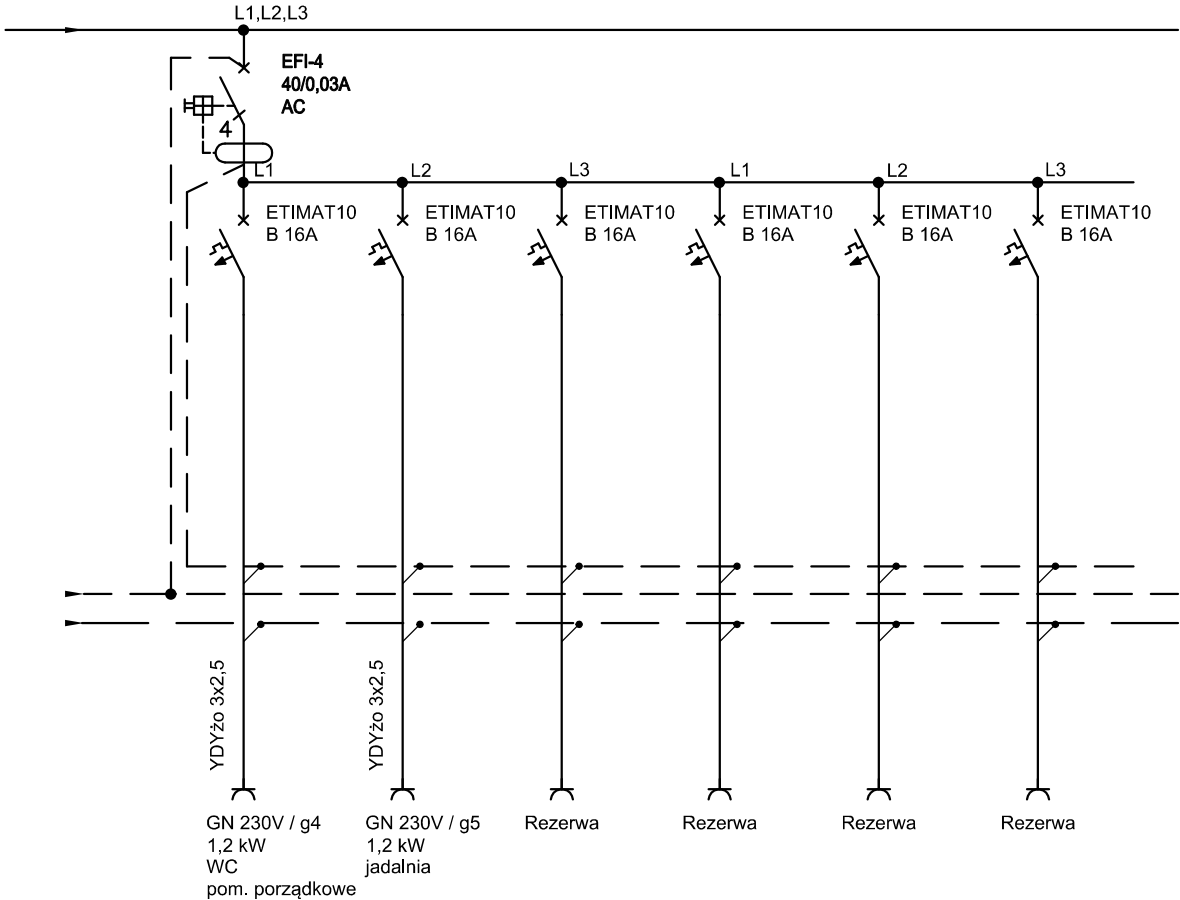 L1,L2,L3
EFI-4
40/0,03A
AC
4
L1
L2
L3
L1
L2
L3
ETIMAT10
B 16A
ETIMAT10
B 16A
ETIMAT10
B 16A
ETIMAT10
B 16A
ETIMAT10
B 16A
ETIMAT10
B 16A
YDYżo 3x2,5
YDYżo 3x2,5
GN 230V / g4
1,2 kW
WC
pom. porządkowe
GN 230V / g5
1,2 kW
jadalnia
Rezerwa
Rezerwa
Rezerwa
Rezerwa